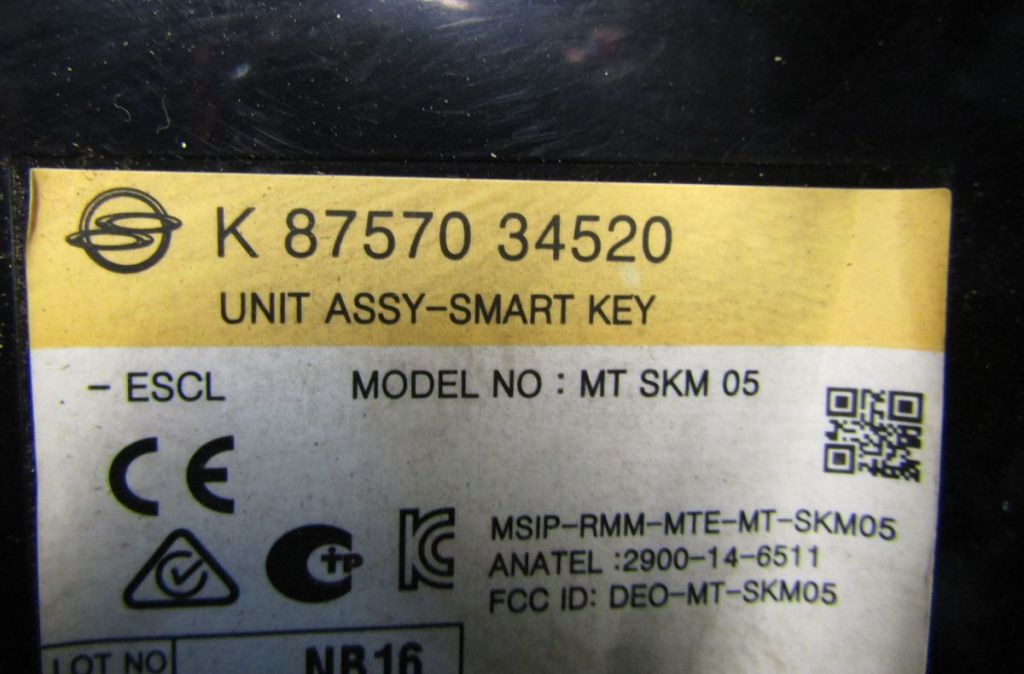 K 87570 34520
UNIT ASSY-SMART KEY
- ESCL MODEL NO : MT SKM 05
CE
MSIP-RMM-MTE-MT-SKM05
ANATEL :2900-14-6511
FCC ID: DEO-MT-SKM05
LOT NO NB16